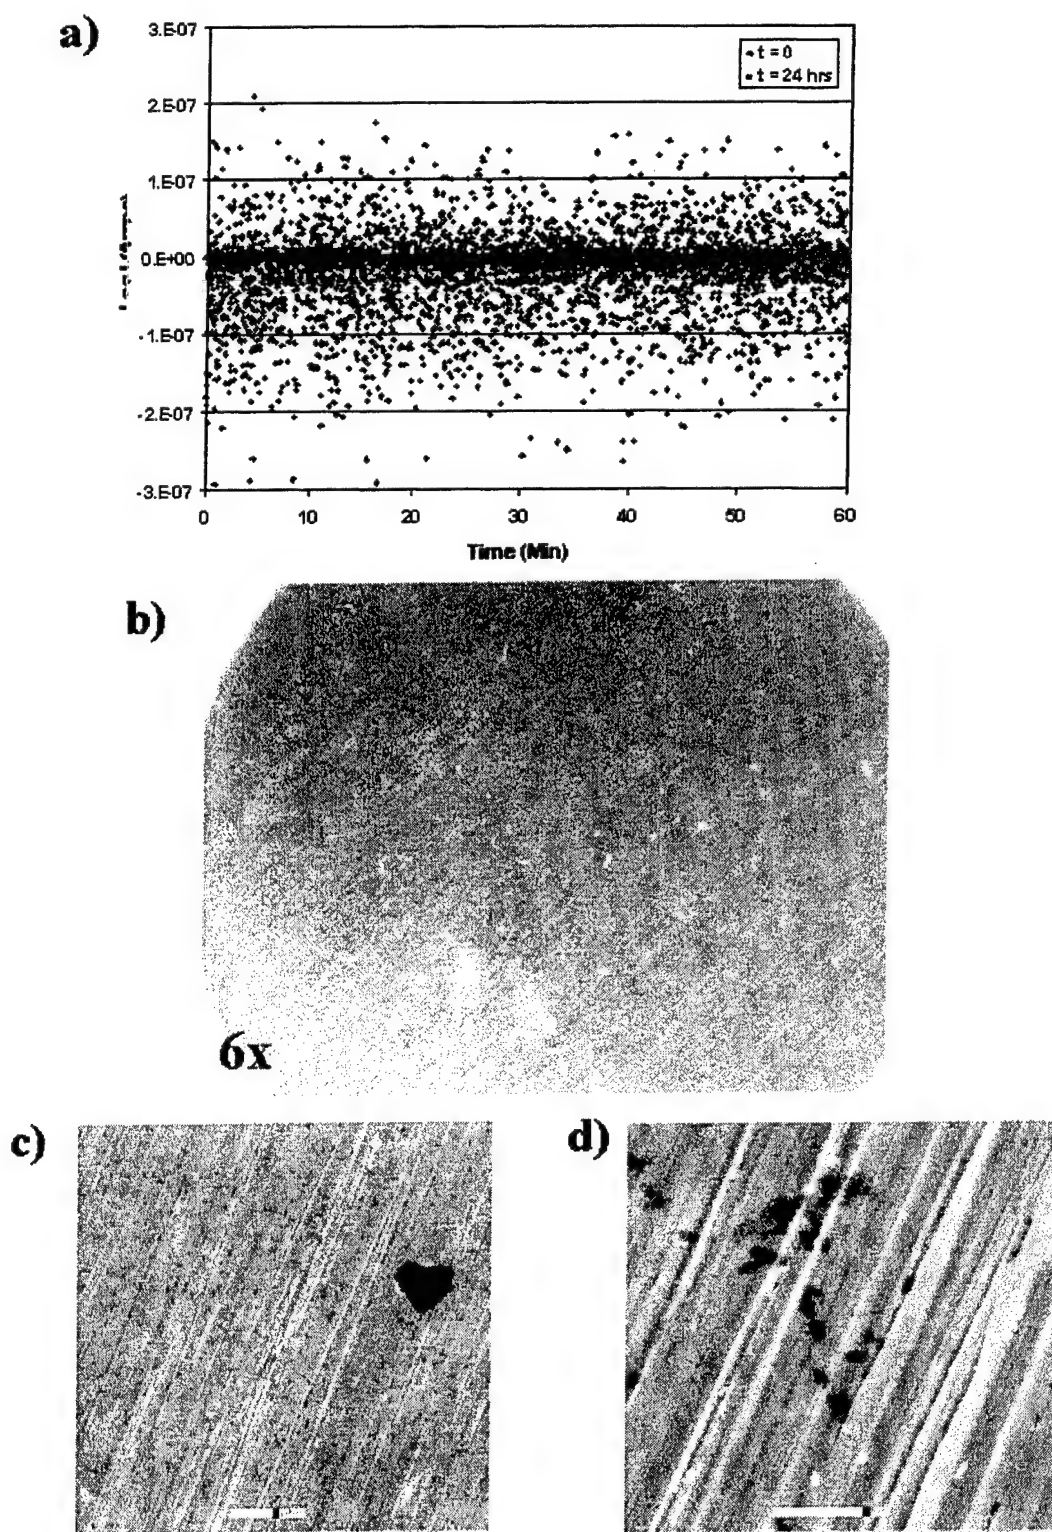 a)
3.E-07
2.E-07
1.E-07
0.E+00
-1.E-07
-2.E-07
-3.E-07
t = 0
t = 24 hrs
0 10 20 30 40 50 60
Time (Min)
b)
6x
c)
d)